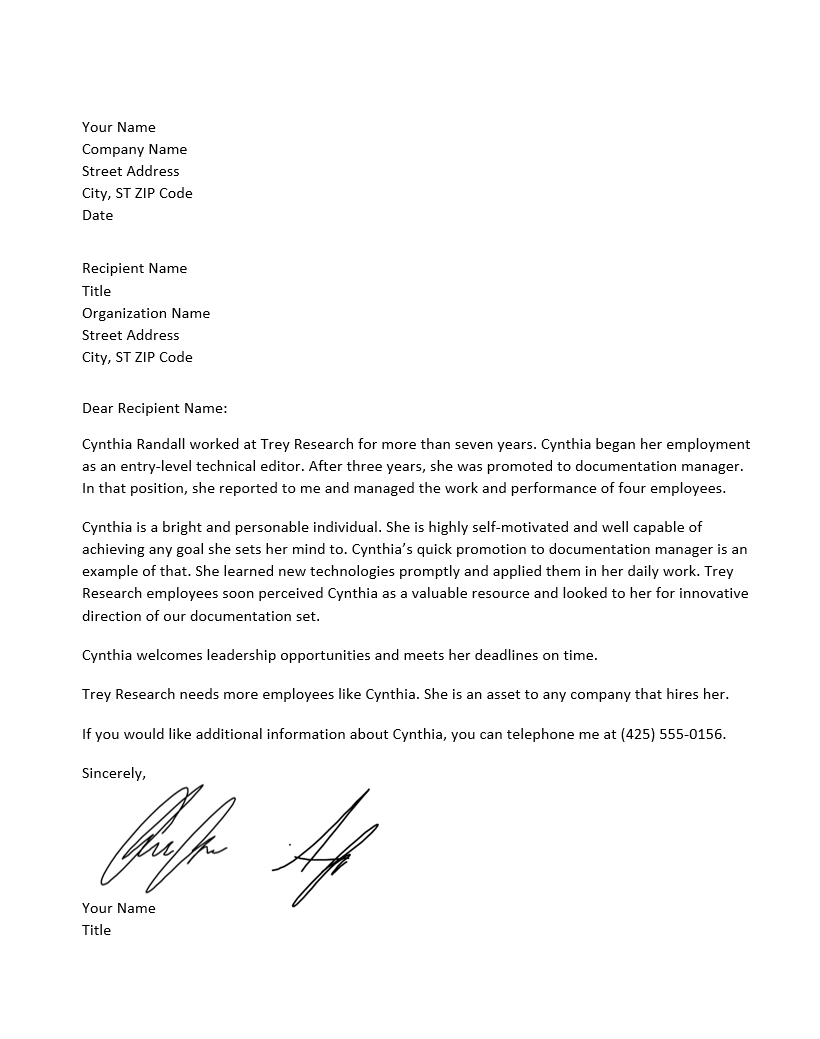 Your Name
Company Name
Street Address
City, ST ZIP Code
Date
Recipient Name
Title
Organization Name
Street Address
City, ST ZIP Code
Dear Recipient Name:
Cynthia Randall worked at Trey Research for more than seven years. Cynthia began her employment
as an entry-level technical editor. After three years, she was promoted to documentation manager.
In that position, she reported to me and managed the work and performance of four employees.
Cynthia is a bright and personable individual. She is highly self-motivated and well capable of
achieving any goal she sets her mind to. Cynthia’s quick promotion to documentation manager is an
example of that. She learned new technologies promptly and applied them in her daily work. Trey
Research employees soon perceived Cynthia as a valuable resource and looked to her for innovative
direction of our documentation set.
Cynthia welcomes leadership opportunities and meets her deadlines on time.
Trey Research needs more employees like Cynthia. She is an asset to any company that hires her.
If you would like additional information about Cynthia, you can telephone me at (425) 555-0156.
Sincerely,
Your Name
Title